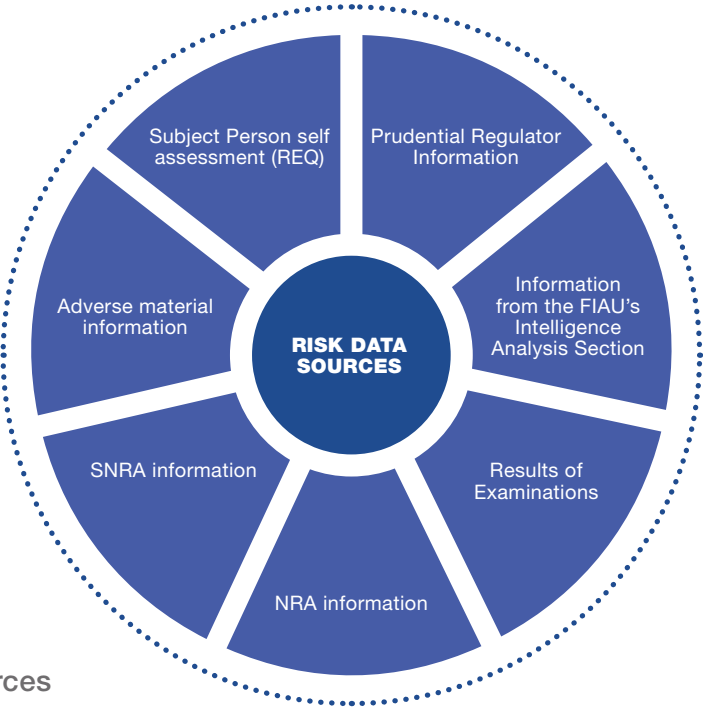 Subject Person self
assessment (REQ)
Prudential Regulator
Information
Information
from the FIAU's
Intelligence
Analysis Section
Results of
Examinations
NRA information
SNRA information
Adverse material
information
RISK DATA
SOURCES